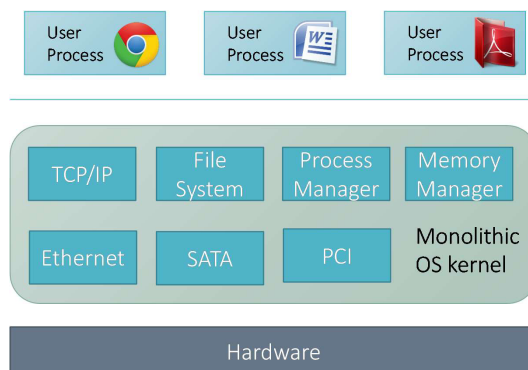 User
Process
User
Process
W
User
Process
TCP/IP
File
System
Process
Manager
Memory
Manager
Ethernet
SATA
PCI
Monolithic
OS kernel
Hardware